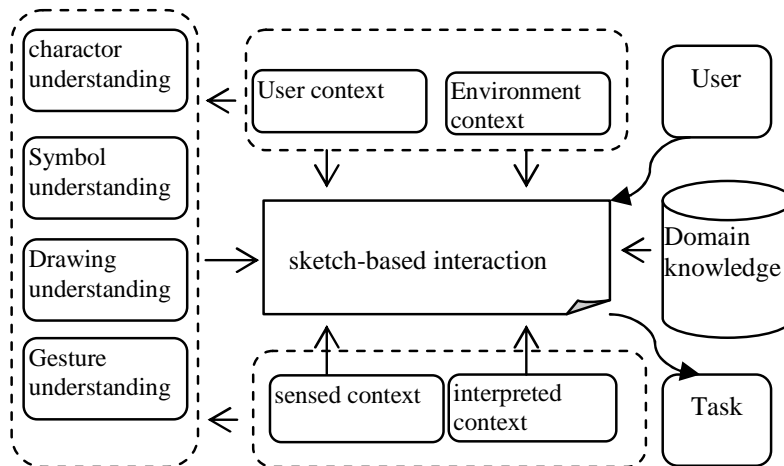 charactor
understanding
Symbol
understanding
Drawing
understanding
Gesture
understanding
User context
Environment
context
sketch-based interaction
sensed context
interpreted
context
User
Domain
knowledge
Task